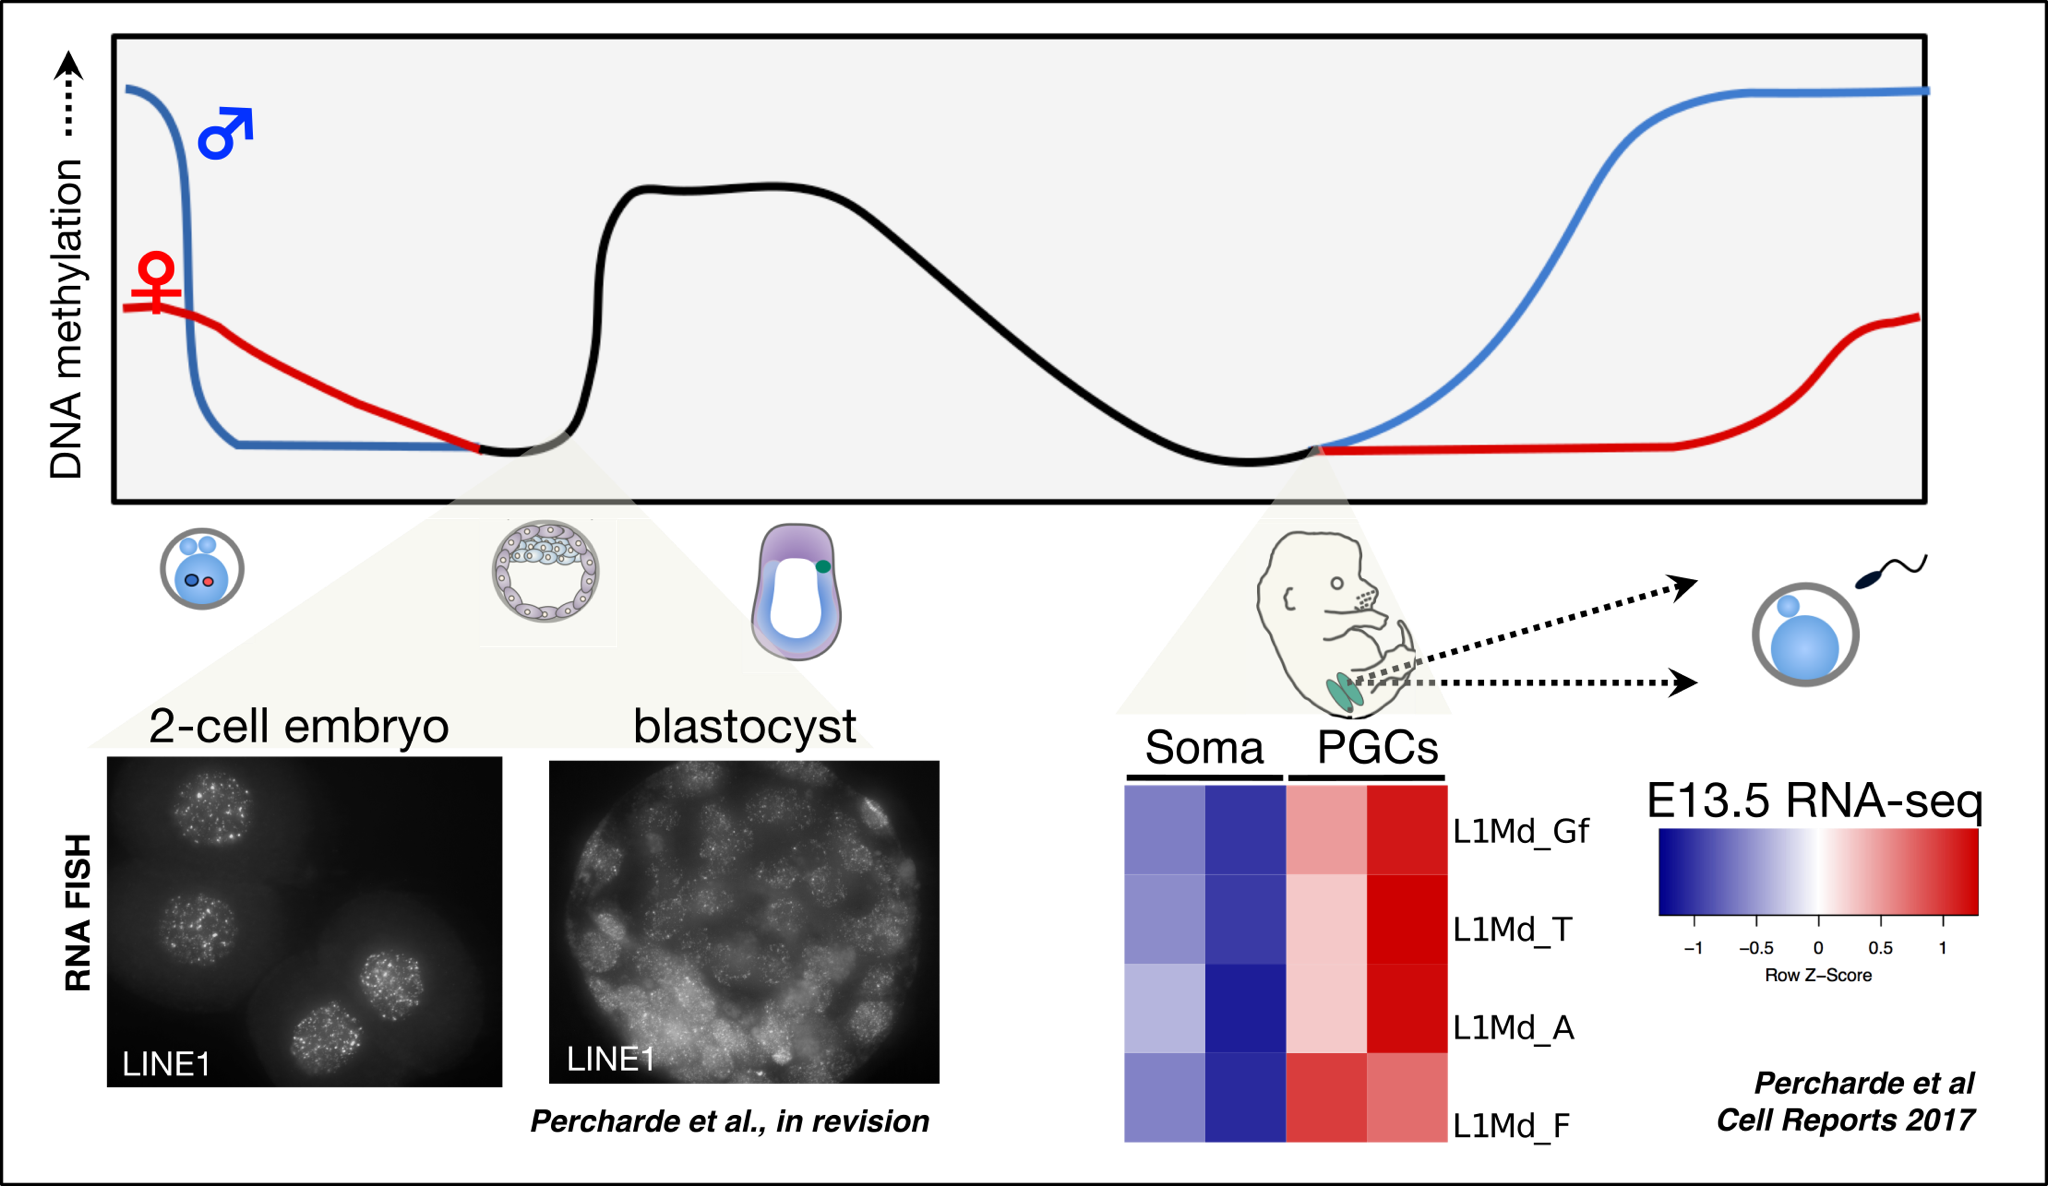 DNA methylation
♂
♀
2-cell embryo
blastocyst
RNA FISH
LINE1
LINE1
Percharde et al., in revision
Soma
PGCs
L1Md_Gf
L1Md_T
L1Md_A
L1Md_F
E13.5 RNA-seq
−1 −0.5 0 0.5 1
Row Z−Score
Percharde et al
Cell Reports 2017